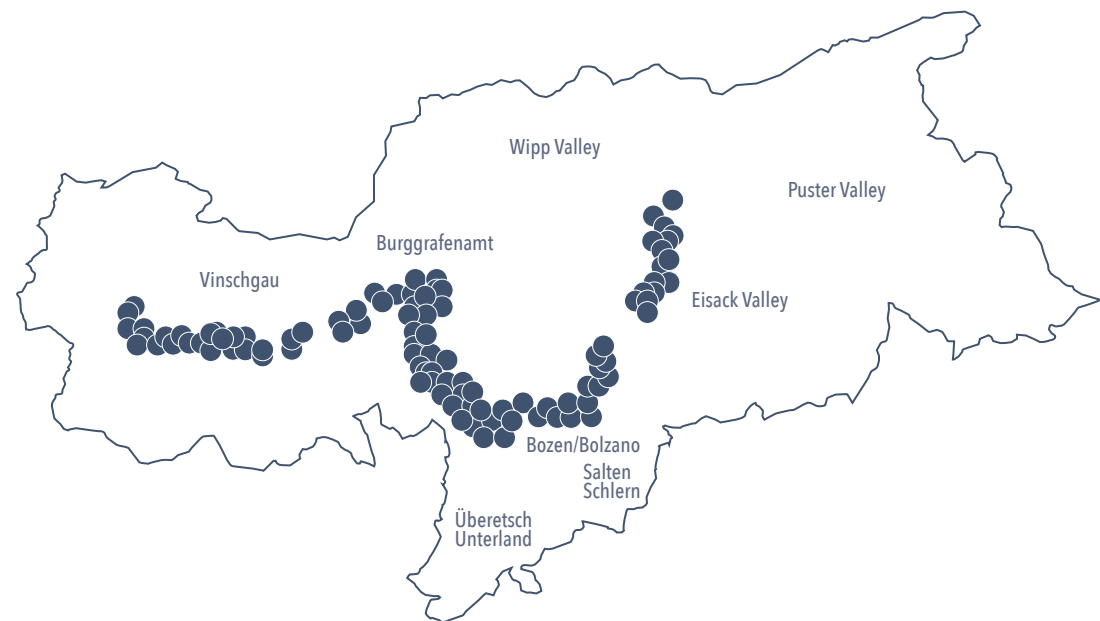 Wipp Valley
Puster Valley
Burggrafenamt
Vinschgau
Eisack Valley
Bozen/Bolzano
Salten
Schlern
Überetsch
Unterland